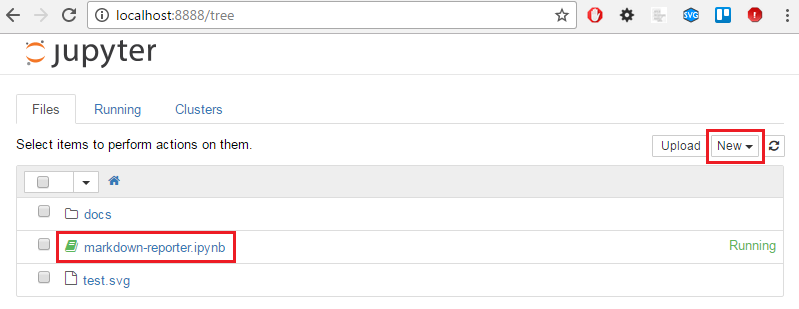 localhost:8888/tree
SVG
jupyter
Files Running Clusters
Select items to perform actions on them.
Upload New
docs
markdown-reporter.ipynb Running
test.svg